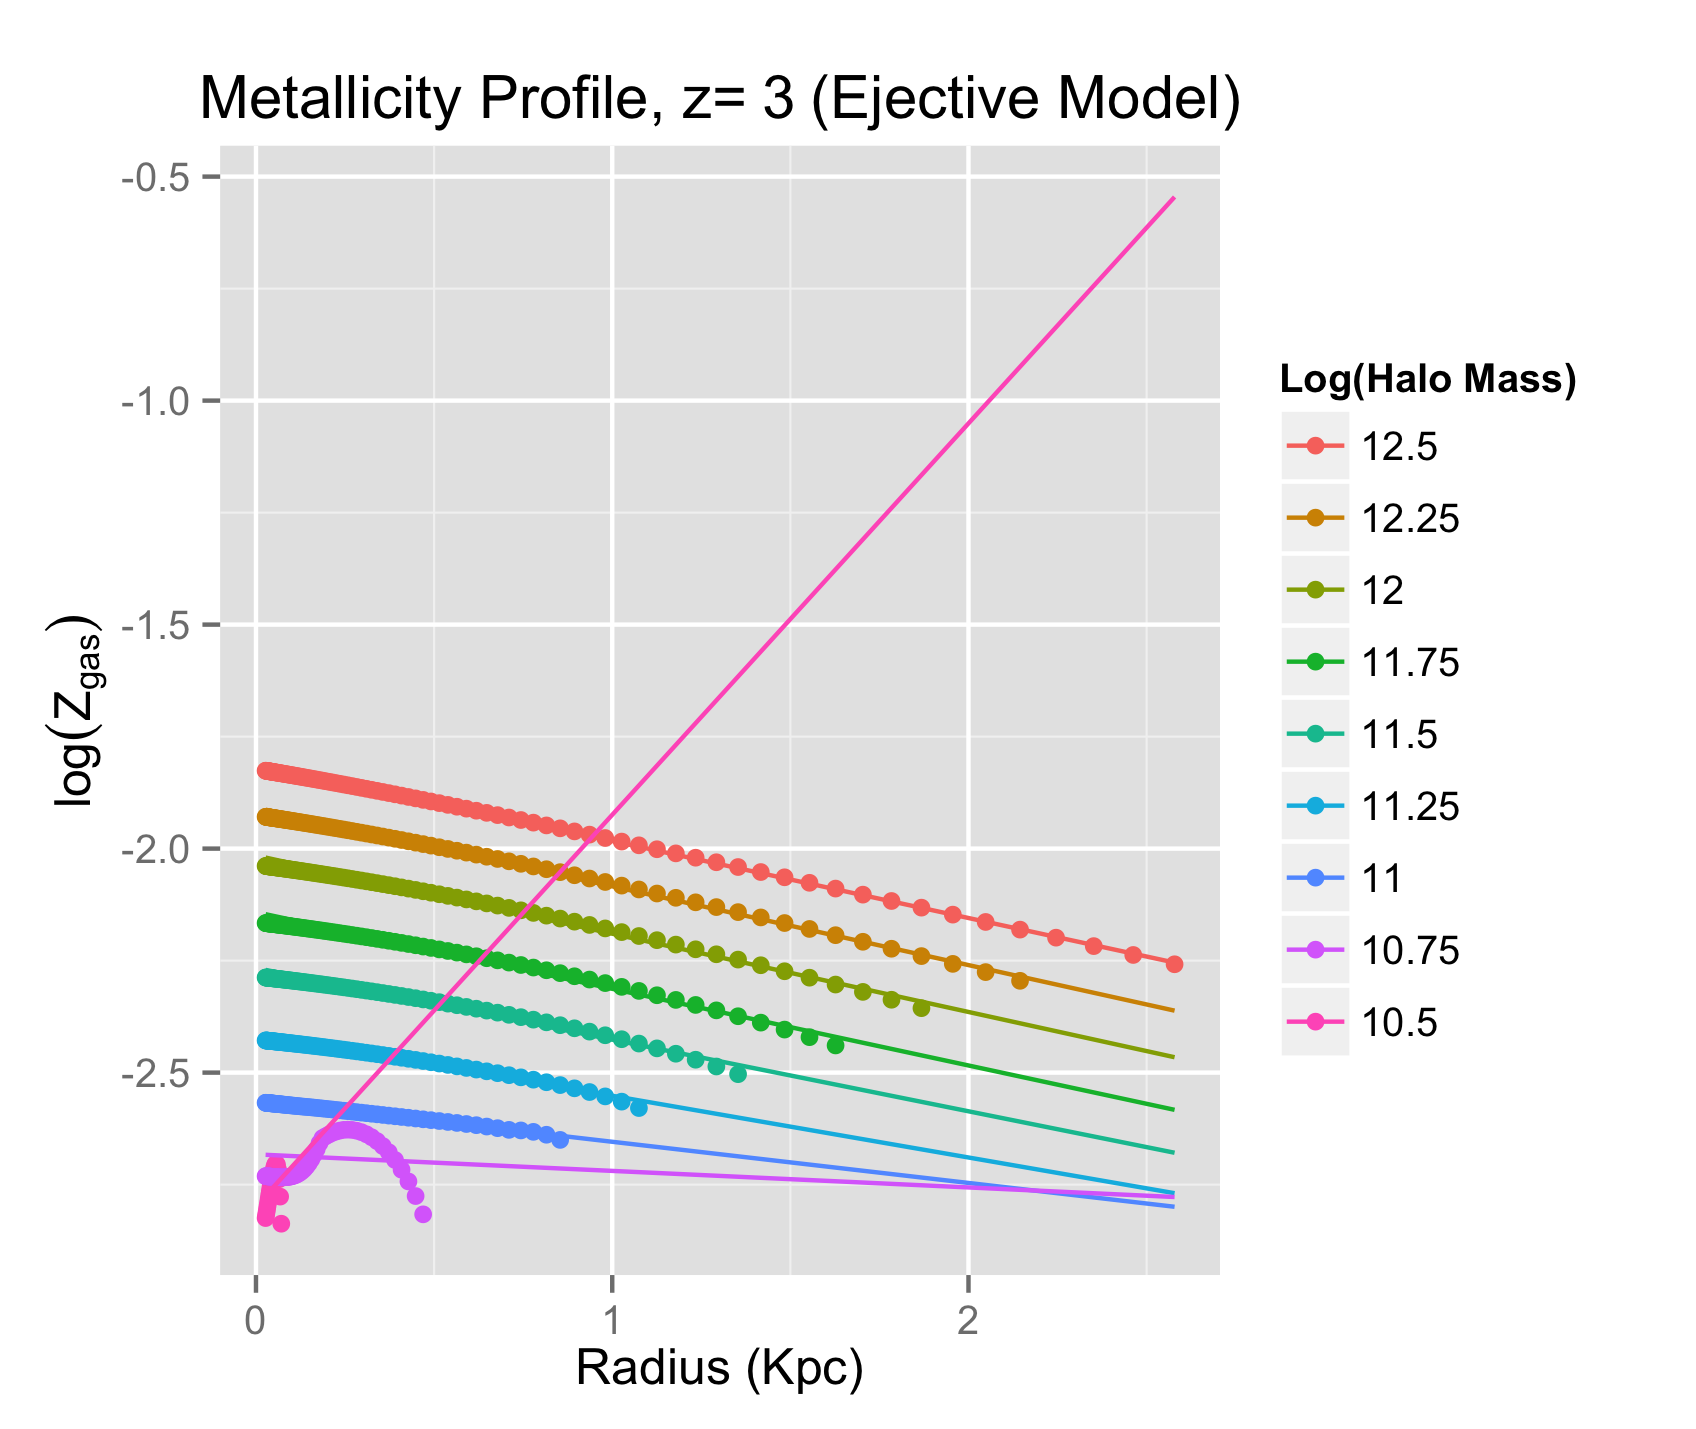 Metallicity Profile, z= 3 (Ejective Model)
-0.5
-1.0
-1.5
-2.0
-2.5
log(Zgas)
0 1 2
Radius (Kpc)
Log(Halo Mass)
12.5
12.25
12
11.75
11.5
11.25
11
10.75
10.5